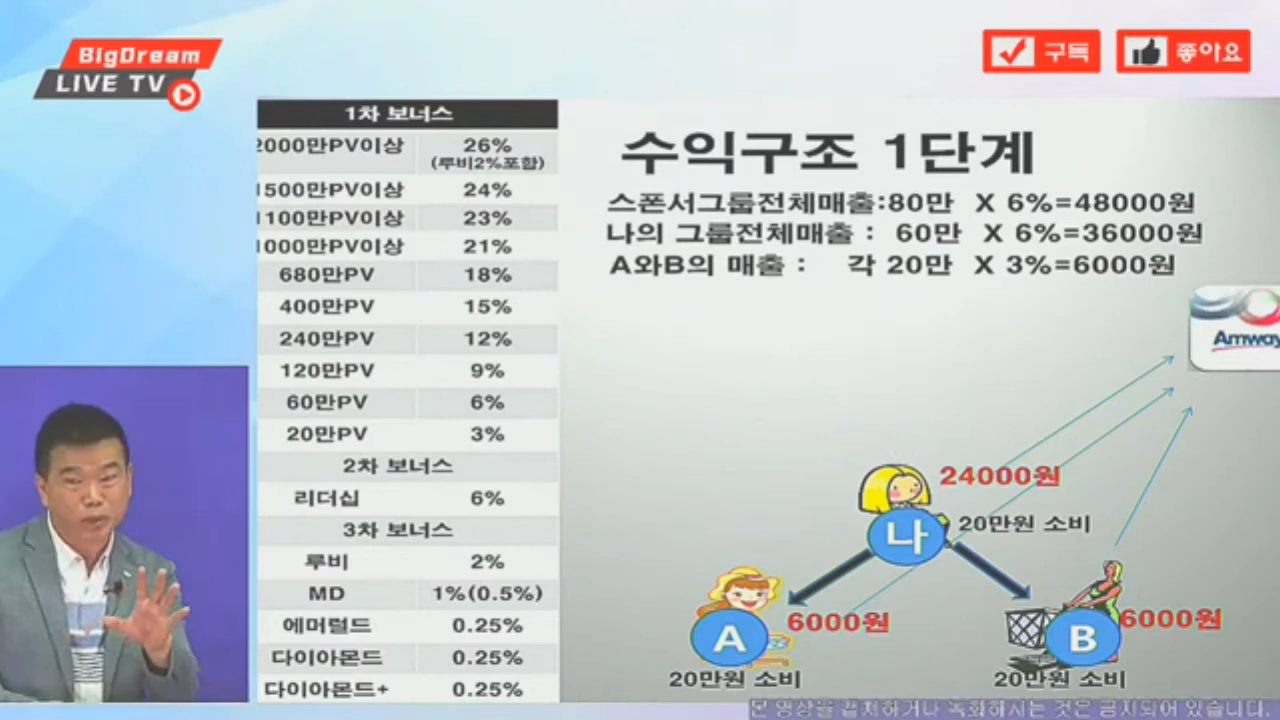 BigDream
LIVE TV
구독
좋아요
1차 보너스
2000만PV이상 26%
(루비2%포함)
1500만PV이상 24%
1100만PV이상 23%
1000만PV이상 21%
680만PV 18%
400만PV 15%
240만PV 12%
120만PV 9%
60만PV 6%
20만PV 3%
2차 보너스
리더십 6%
3차 보너스
루비 2%
MD 1%(0.5%)
에머럴드 0.25%
다이아몬드 0.25%
다이아몬드+ 0.25%
수익구조 1단계
스폰서그룹전체매출:80만 X 6%=48000원
나의 그룹전체매출 : 60만 X 6%=36000원
A와B의 매출 : 각 20만 X 3%=6000원
Amway
24000원
나
20만원 소비
A
6000원
20만원 소비
B
6000원
20만원 소비
본 영상을 캡처하거나 녹화하시는 것은 금지되어 있습니다.